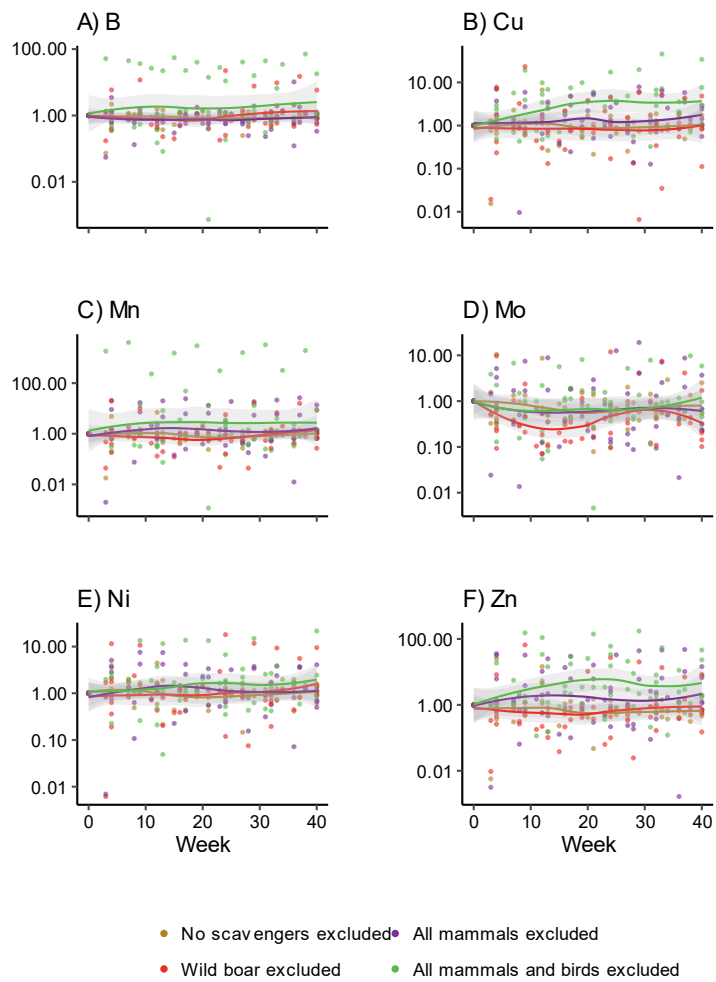 A) B
B) Cu
100.00
1.00
0.01
10.00
1.00
0.10
0.01
C) Mn
D) Mo
100.00
1.00
0.01
10.00
1.00
0.10
0.01
E) Ni
F) Zn
10.00
1.00
0.10
0.01
100.00
1.00
0.01
0 10 20 30 40
0 10 20 30 40
Week
Week
No scavengers excluded
All mammals excluded
Wild boar excluded
All mammals and birds excluded